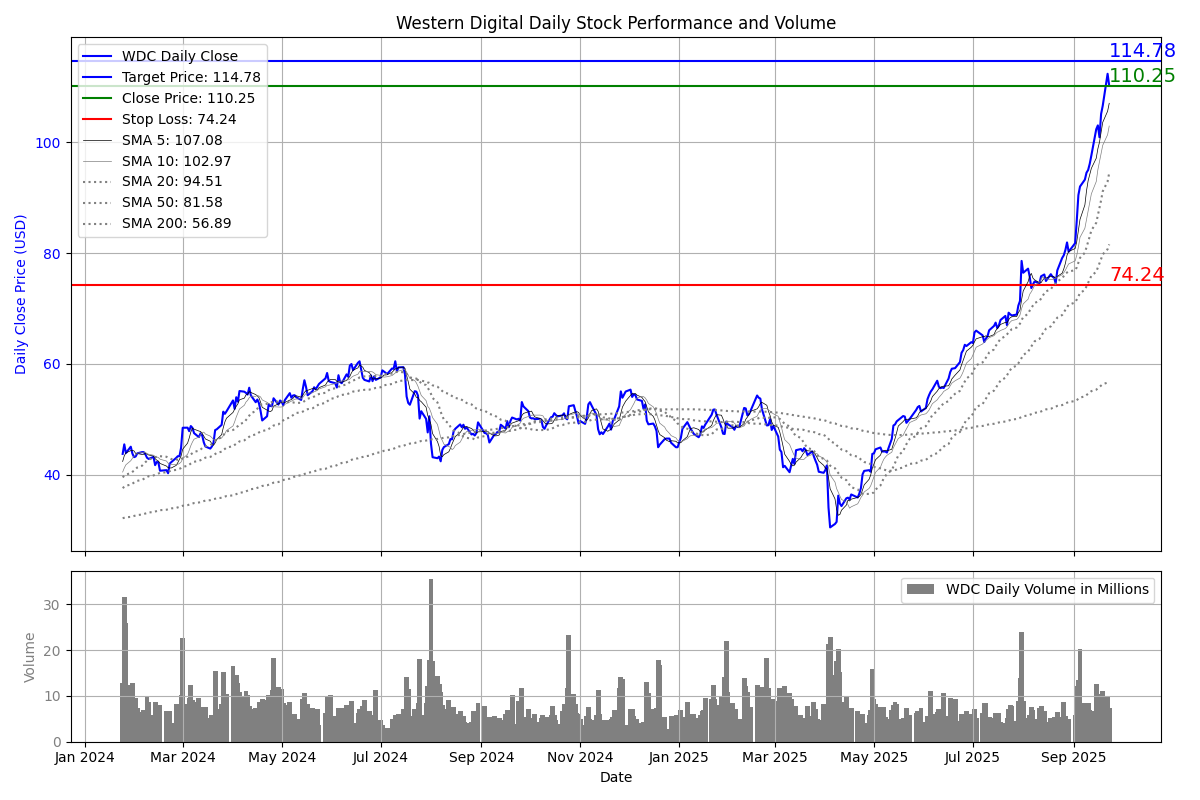 Western Digital Daily Stock Performance and Volume
114.78
110.25
74.24
WDC Daily Close
Target Price: 114.78
Close Price: 110.25
Stop Loss: 74.24
SMA 5: 107.08
SMA 10: 102.97
SMA 20: 94.51
SMA 50: 81.58
SMA 200: 56.89
Daily Close Price (USD)
100
80
60
40
WDC Daily Volume in Millions
Volume
30
20
10
0
Jan 2024 Mar 2024 May 2024 Jul 2024 Sep 2024 Nov 2024 Jan 2025 Mar 2025 May 2025 Jul 2025 Sep 2025
Date